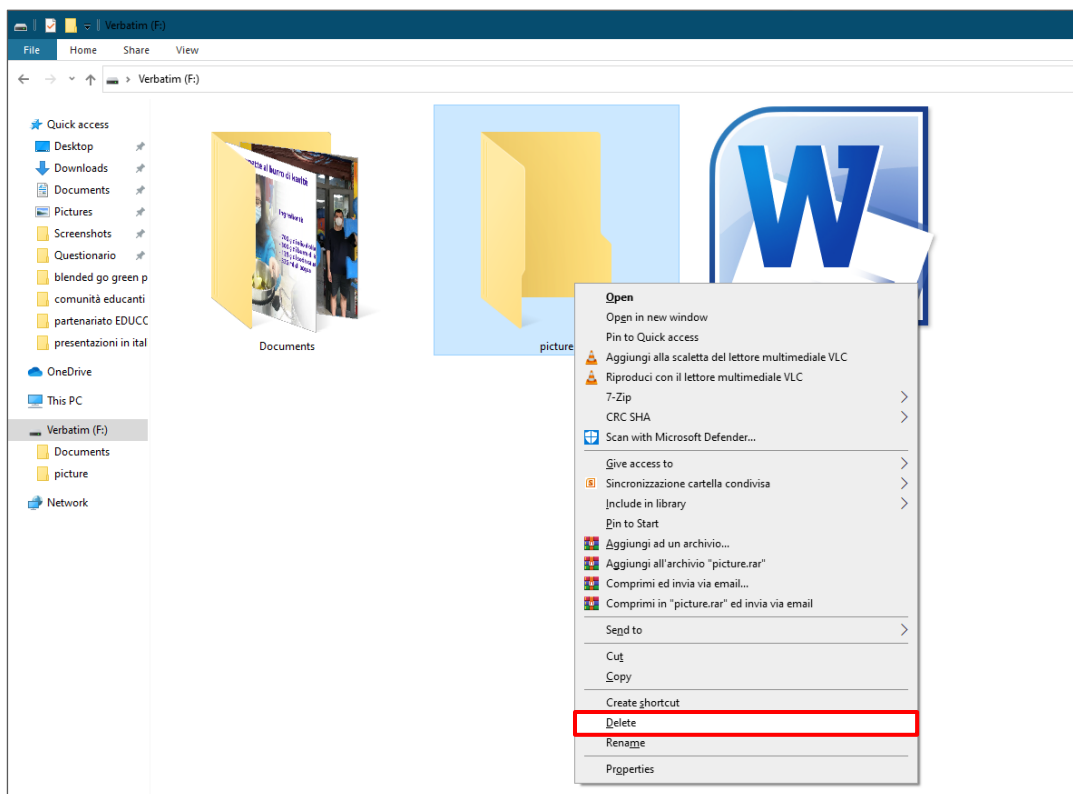 Verbatim (F:)
File Home Share View
Verbatim (F:)
Quick access
Desktop
Downloads
Documents
Pictures
Screenshots
Questionario
blended go green p
comunità educanti
partenariato EDUCC
presentazioni in ital
OneDrive
This PC
Verbatim (F:)
Documents
picture
Network
burro di karitè
Ingredienti:
Documents
picture
W
Open
Open in new window
Pin to Quick access
Aggiungi alla scaletta del lettore multimediale VLC
Riproduci con il lettore multimediale VLC
7-Zip
CRC SHA
Scan with Microsoft Defender...
Give access to
Sincronizzazione cartella condivisa
Include in library
Pin to Start
Aggiungi ad un archivio...
Aggiungi all'archivio "picture.rar"
Comprimi ed invia via email...
Comprimi in "picture.rar" ed invia via email
Send to
Cut
Copy
Create shortcut
Delete
Rename
Properties